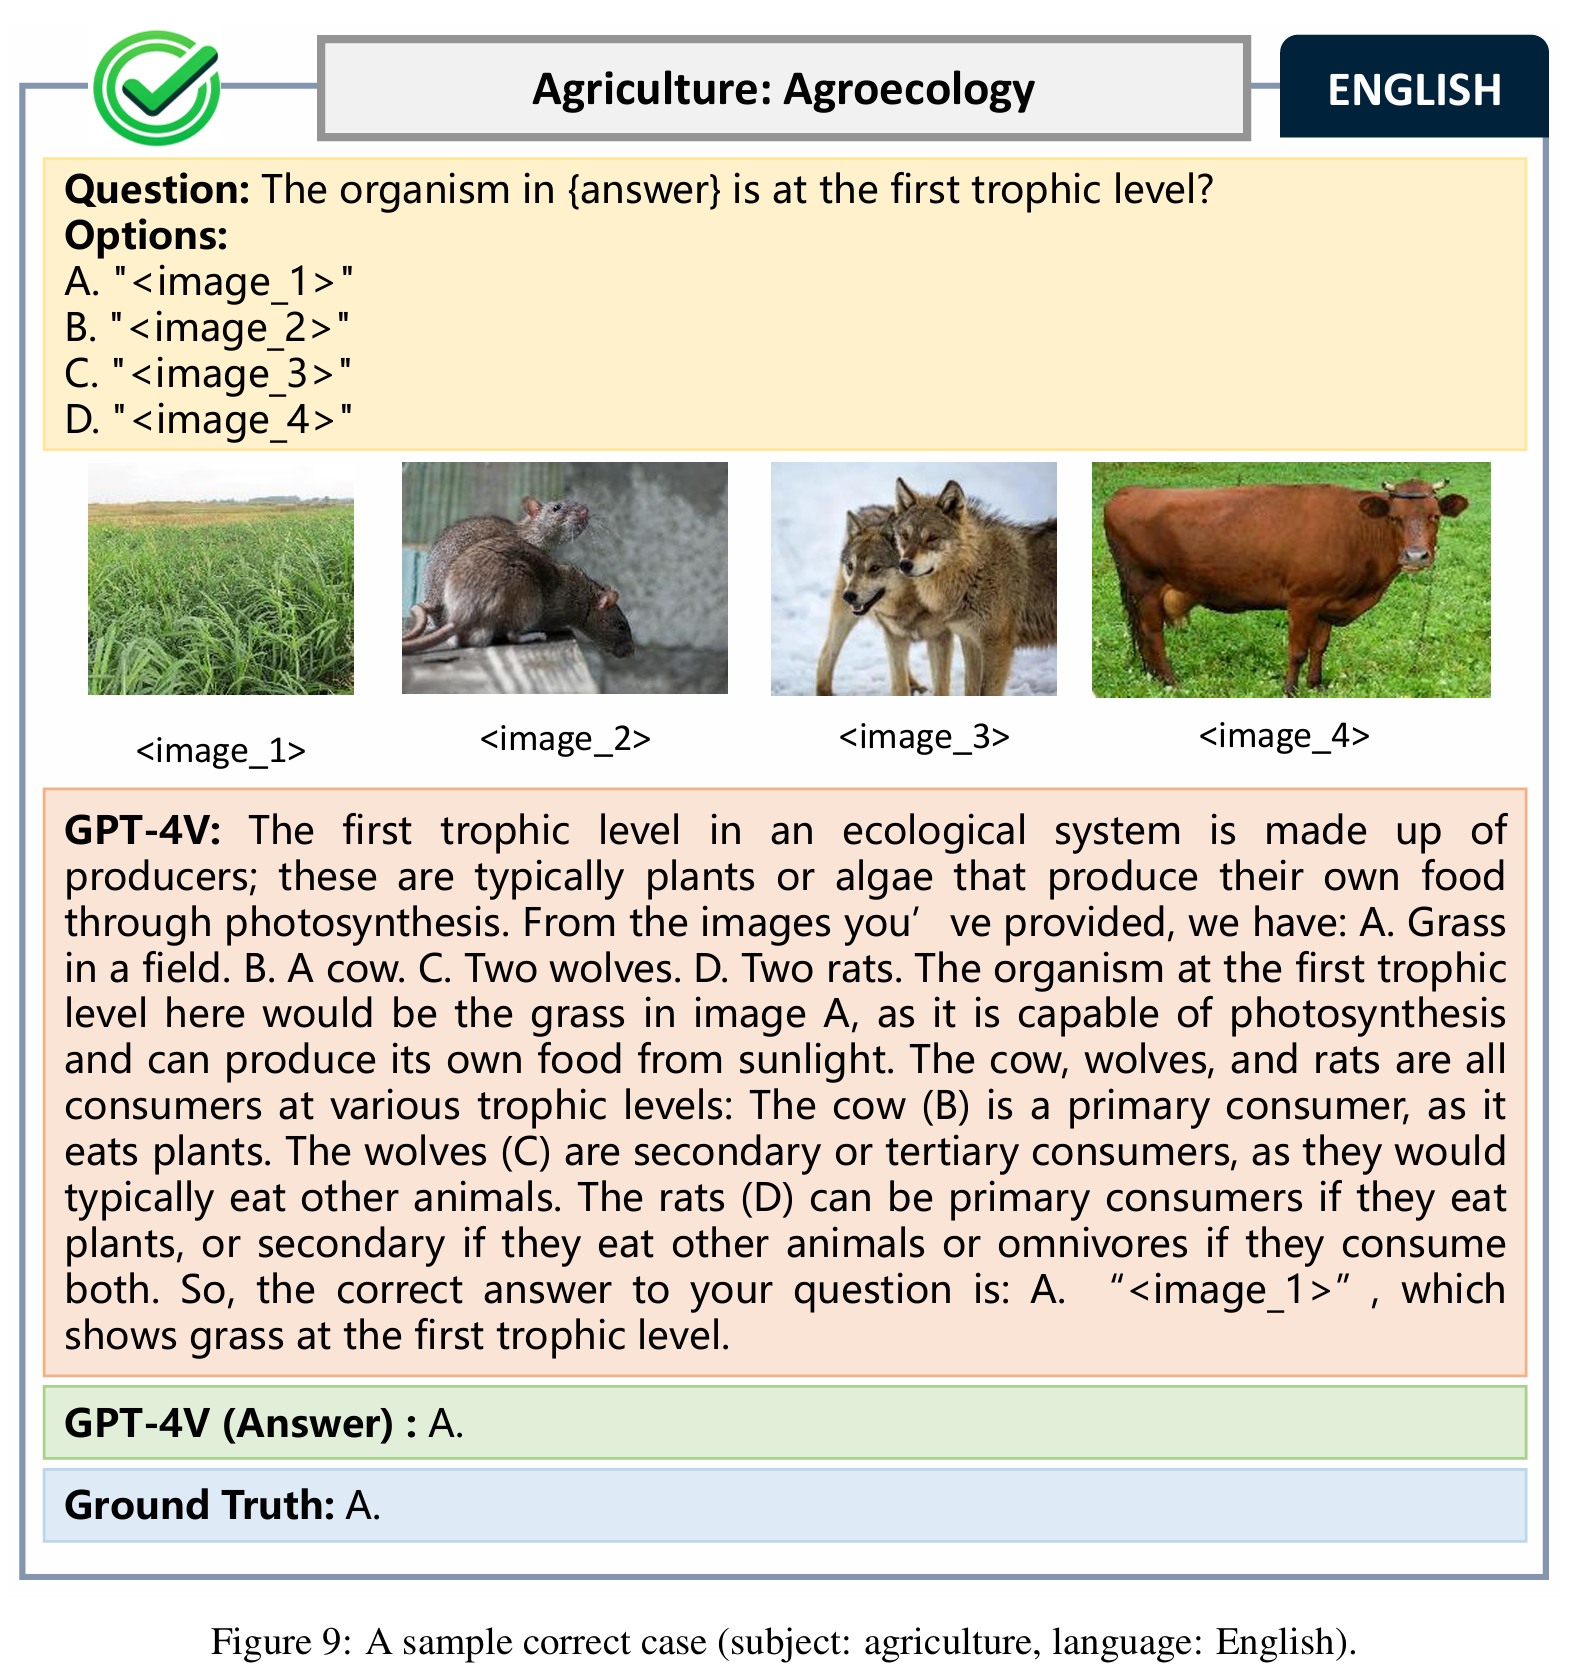 Agriculture: Agroecology
ENGLISH
Question: The organism in {answer} is at the first trophic level?
Options:
A. "<image_1>"
B. "<image_2>"
C. "<image_3>"
D. "<image_4>"
<image_1>
<image_2>
<image_3>
<image_4>
GPT-4V: The first trophic level in an ecological system is made up of
producers; these are typically plants or algae that produce their own food
through photosynthesis. From the images you’ ve provided, we have: A. Grass
in a field. B. A cow. C. Two wolves. D. Two rats. The organism at the first trophic
level here would be the grass in image A, as it is capable of photosynthesis
and can produce its own food from sunlight. The cow, wolves, and rats are all
consumers at various trophic levels: The cow (B) is a primary consumer, as it
eats plants. The wolves (C) are secondary or tertiary consumers, as they would
typically eat other animals. The rats (D) can be primary consumers if they eat
plants, or secondary if they eat other animals or omnivores if they consume
both. So, the correct answer to your question is: A. “<image_1>” , which
shows grass at the first trophic level.
GPT-4V (Answer) : A.
Ground Truth: A.
Figure 9: A sample correct case (subject: agriculture, language: English).